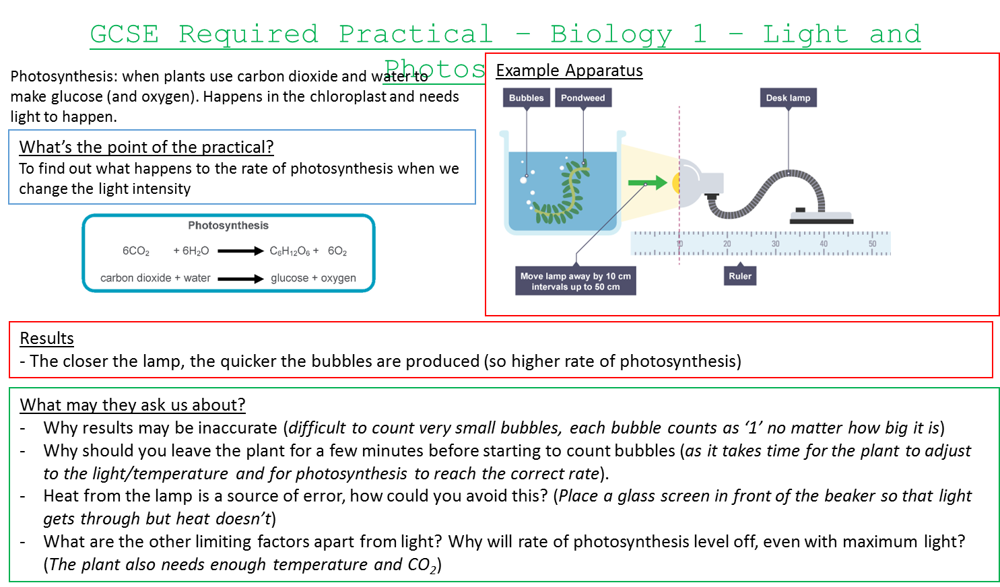 GCSE Required Practical – Biology 1 – Light and
Photos
Photosynthesis: when plants use carbon dioxide and water to
make glucose (and oxygen). Happens in the chloroplast and needs
light to happen.
What’s the point of the practical?
To find out what happens to the rate of photosynthesis when we
change the light intensity
Photosynthesis
6CO₂ + 6H₂O C₆H₁₂O₆ + 6O₂
carbon dioxide + water glucose + oxygen
Example Apparatus
Bubbles
Pondweed
Desk lamp
10 20 30 40 50
Move lamp away by 10 cm
intervals up to 50 cm
Ruler
Results
- The closer the lamp, the quicker the bubbles are produced (so higher rate of photosynthesis)
What may they ask us about?
- Why results may be inaccurate (difficult to count very small bubbles, each bubble counts as ‘1’ no matter how big it is)
- Why should you leave the plant for a few minutes before starting to count bubbles (as it takes time for the plant to adjust
to the light/temperature and for photosynthesis to reach the correct rate).
- Heat from the lamp is a source of error, how could you avoid this? (Place a glass screen in front of the beaker so that light
gets through but heat doesn’t)
- What are the other limiting factors apart from light? Why will rate of photosynthesis level off, even with maximum light?
(The plant also needs enough temperature and CO₂)